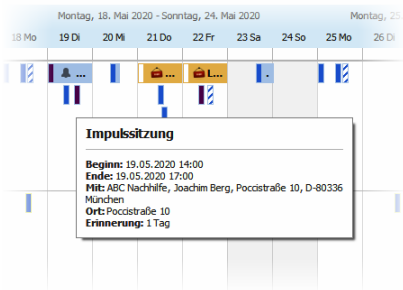 Montag, 18. Mai 2020 - Sonntag, 24. Mai 2020
Montag, 25.
18 Mo 19 Di 20 Mi 21 Do 22 Fr 23 Sa 24 So 25 Mo 26 Di
... ... L... .
Impulssitzung
Beginn: 19.05.2020 14:00
Ende: 19.05.2020 17:00
Mit: ABC Nachhilfe, Joachim Berg, Poccistraße 10, D-80336
München
Ort: Poccistraße 10
Erinnerung: 1 Tag